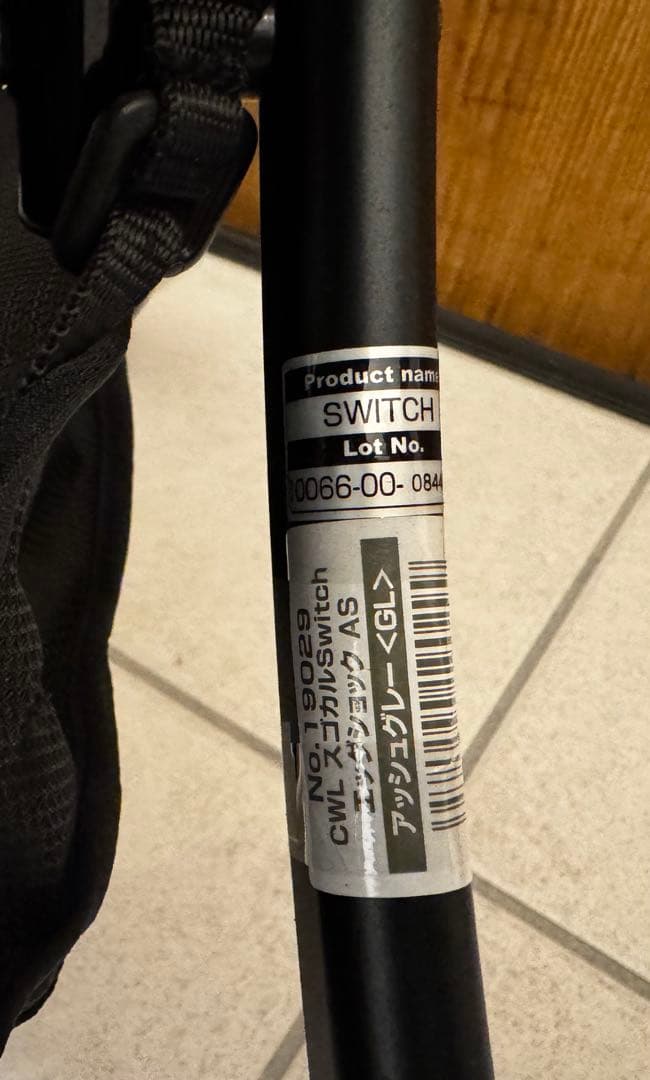 Product name
SWITCH
Lot No.
0066-00- 084
No. 19029
CWL スゴカルSwitch
エッグショック AS
アッシュグレー<GL>